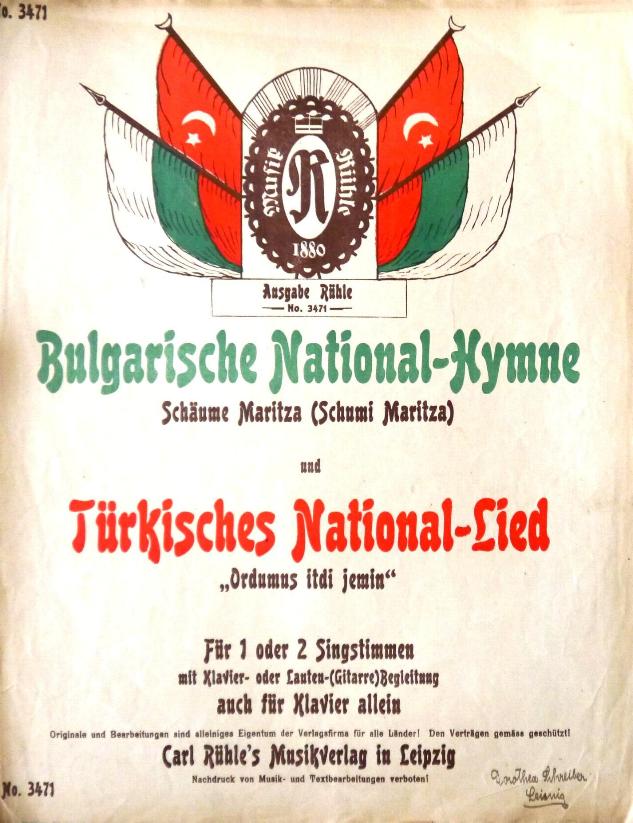 No. 3471
Musik Rühle
R
1880
Ausgabe Rühle
No. 3471
Bulgarische National-Hymne
Schäume Maritza (Schumi Maritza)
und
Türkisches National-Lied
„Ordumus itdi jemin“
Für 1 oder 2 Singstimmen
mit Klavier- oder Lauten-(Gitarre)Begleitung
auch für Klavier allein
Originale und Bearbeitungen sind alleiniges Eigentum der Verlagsfirma für alle Länder! Den Verträgen gemäss geschützt!
Carl Rühle's Musikverlag in Leipzig
Nachdruck von Musik- und Textbearbeitungen verboten!
Dorothea Schreiber
Leisnig
No. 3471